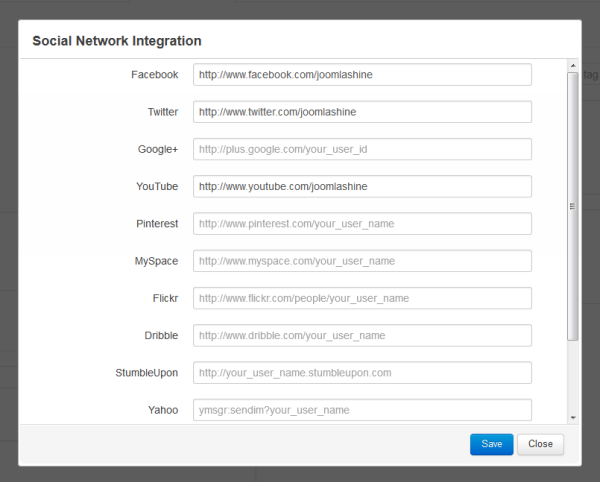 Social Network Integration
Facebook http://www.facebook.com/joomlashine
tag
Twitter http://www.twitter.com/joomlashine
Google+ http://plus.google.com/your_user_id
YouTube http://www.youtube.com/joomlashine
Pinterest http://www.pinterest.com/your_user_name
MySpace http://www.myspace.com/your_user_name
Flickr http://www.flickr.com/people/your_user_name
Dribble http://www.dribble.com/your_user_name
StumbleUpon http://your_user_name.stumbleupon.com
Yahoo ymsgr:sendim?your_user_name
Save Close